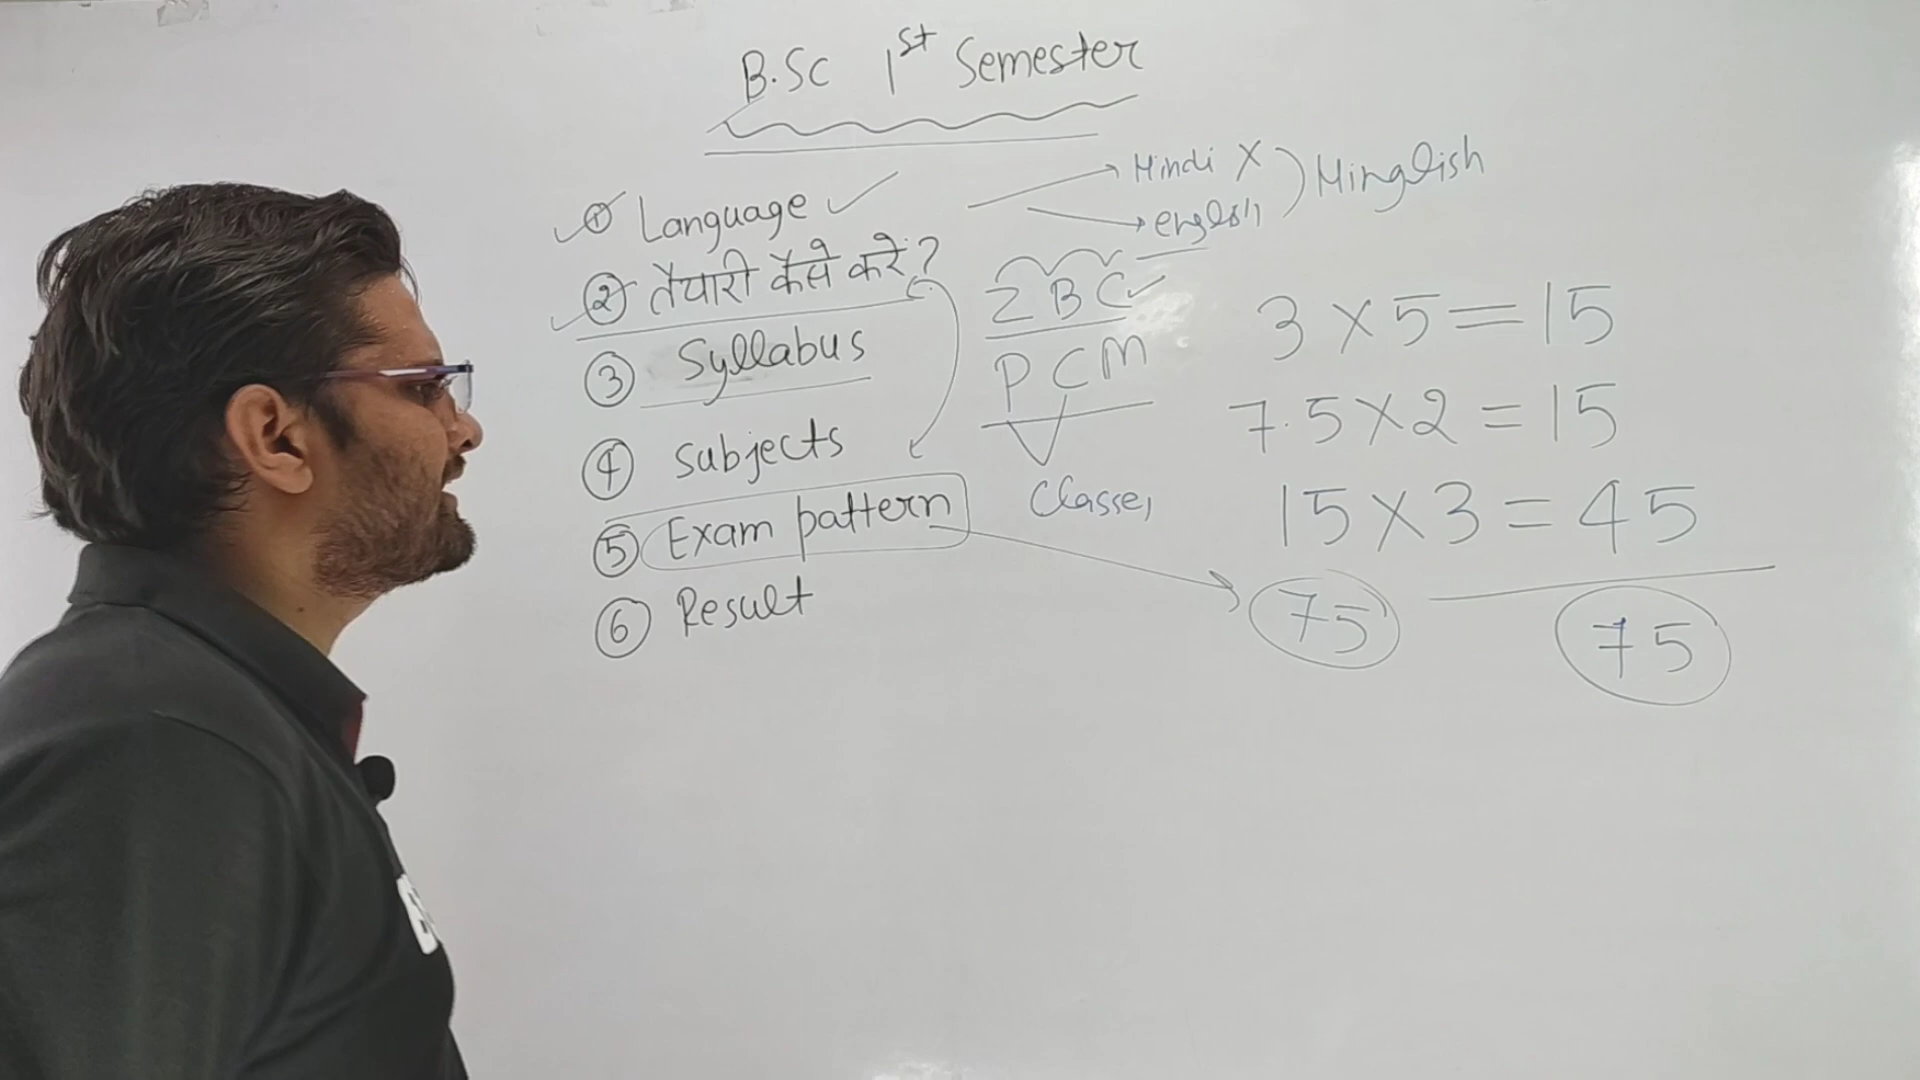 B.Sc 1st Semester
① Language ✓
Hindi X
english
Hinglish
② तैयारी कैसे करे?
③ Syllabus
④ Subjects
⑤ Exam pattern
⑥ Result
ZBC ✓
PCM
Classes
3 × 5 = 15
7.5 × 2 = 15
15 × 3 = 45
75
75